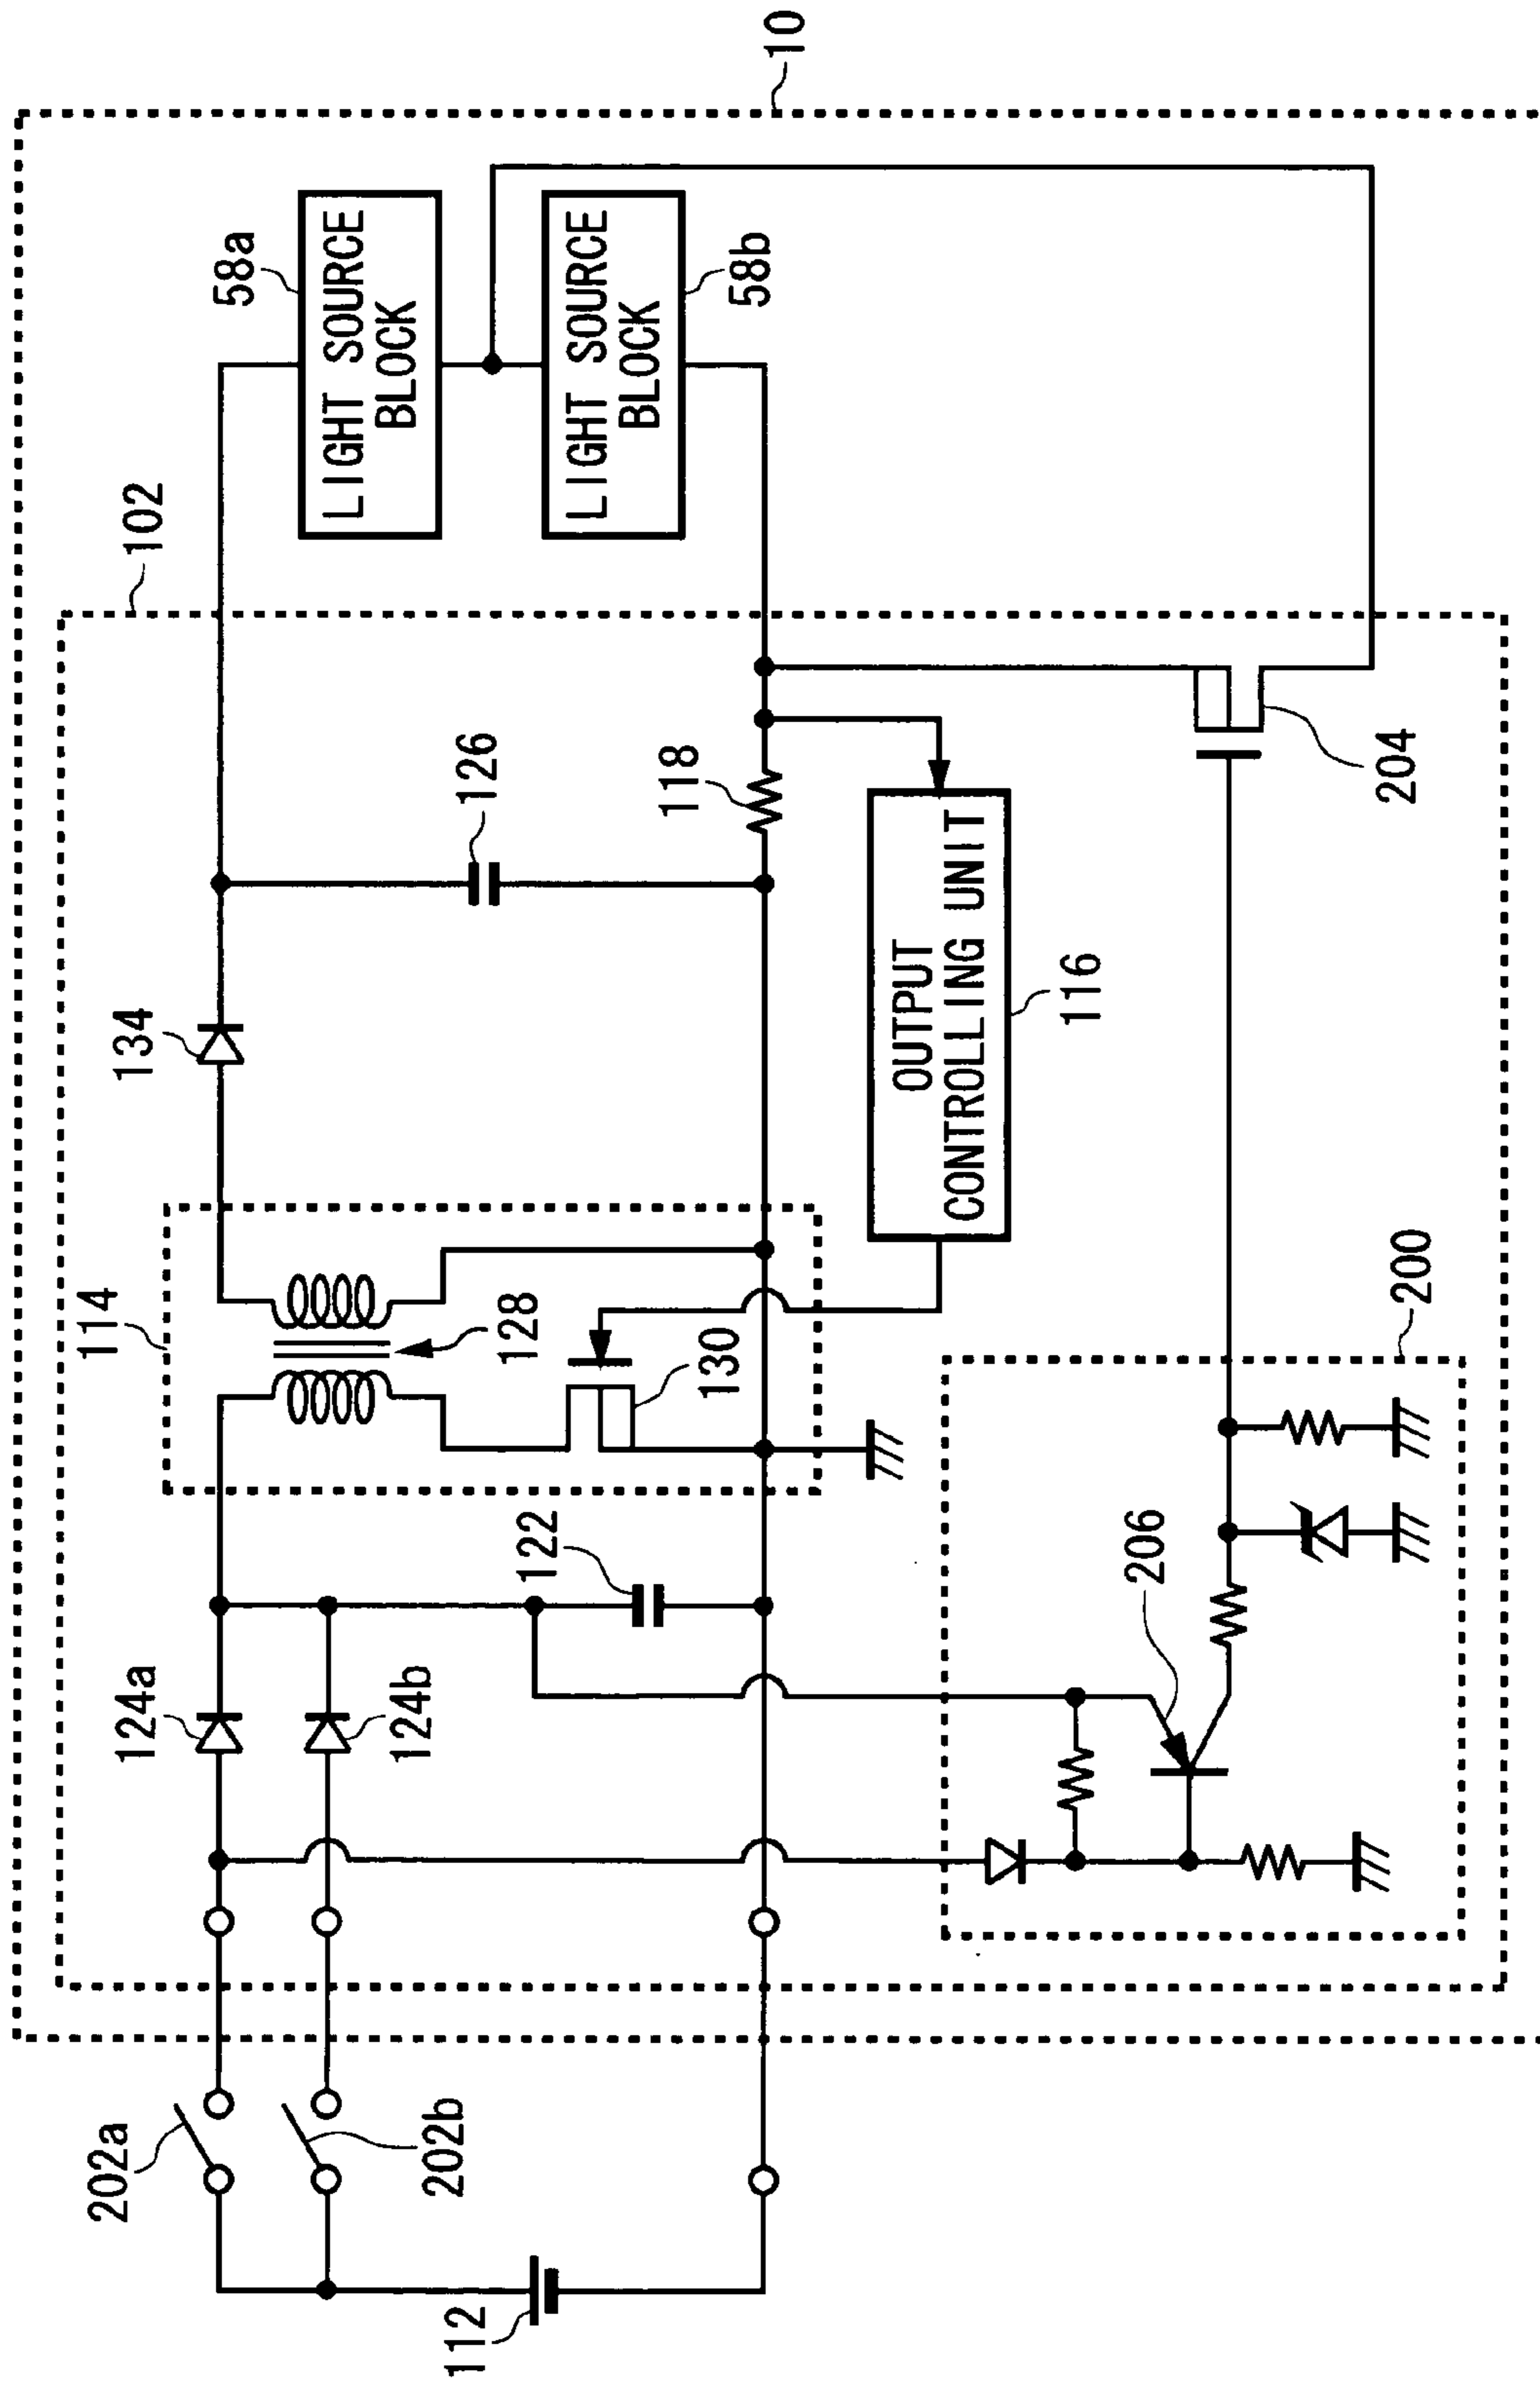 10
102
58a
LIGHT SOURCE
BLOCK
58b
LIGHT SOURCE
BLOCK
134
126
118
114
128
130
OUTPUT
CONTROLLING UNIT
116
204
124a
124b
122
200
206
202a
202b
112